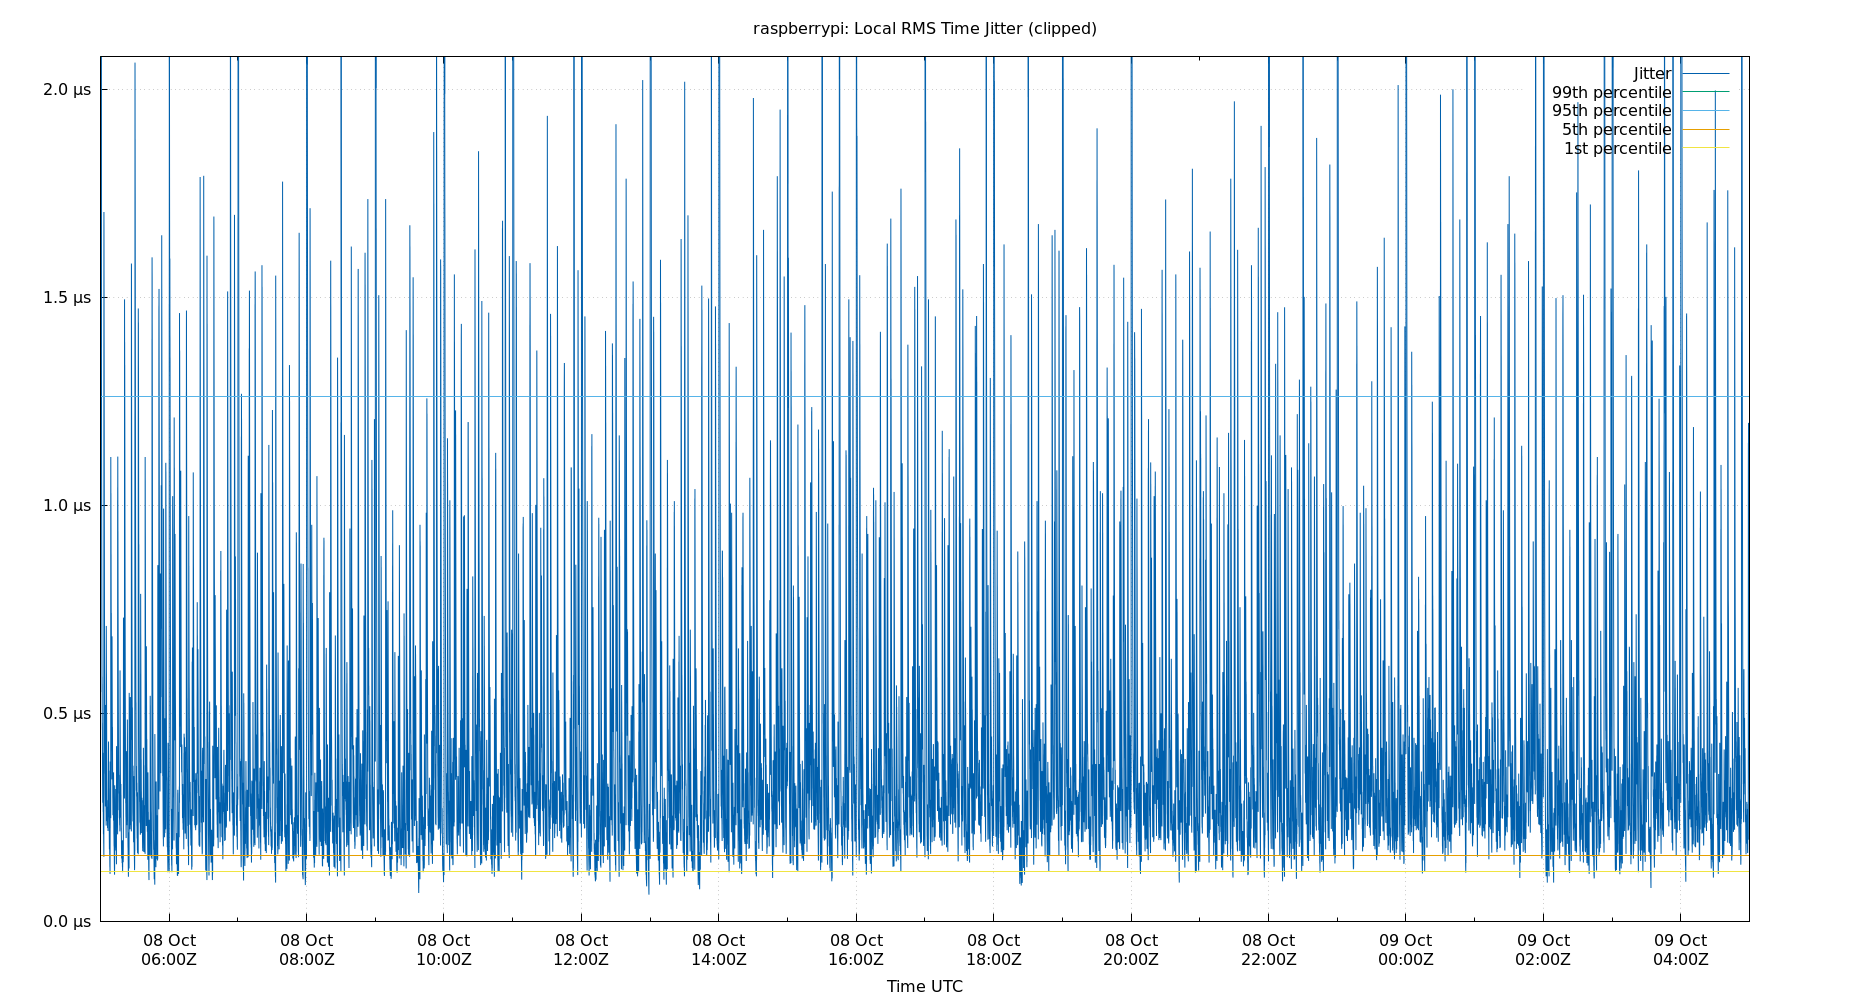 raspberrypi: Local RMS Time Jitter (clipped)
Jitter
99th percentile
95th percentile
5th percentile
1st percentile
2.0 µs
1.5 µs
1.0 µs
0.5 µs
0.0 µs
08 Oct 08 Oct 08 Oct 08 Oct 08 Oct 08 Oct 08 Oct 08 Oct 08 Oct 09 Oct 09 Oct 09 Oct
06:00Z 08:00Z 10:00Z 12:00Z 14:00Z 16:00Z 18:00Z 20:00Z 22:00Z 00:00Z 02:00Z 04:00Z
Time UTC